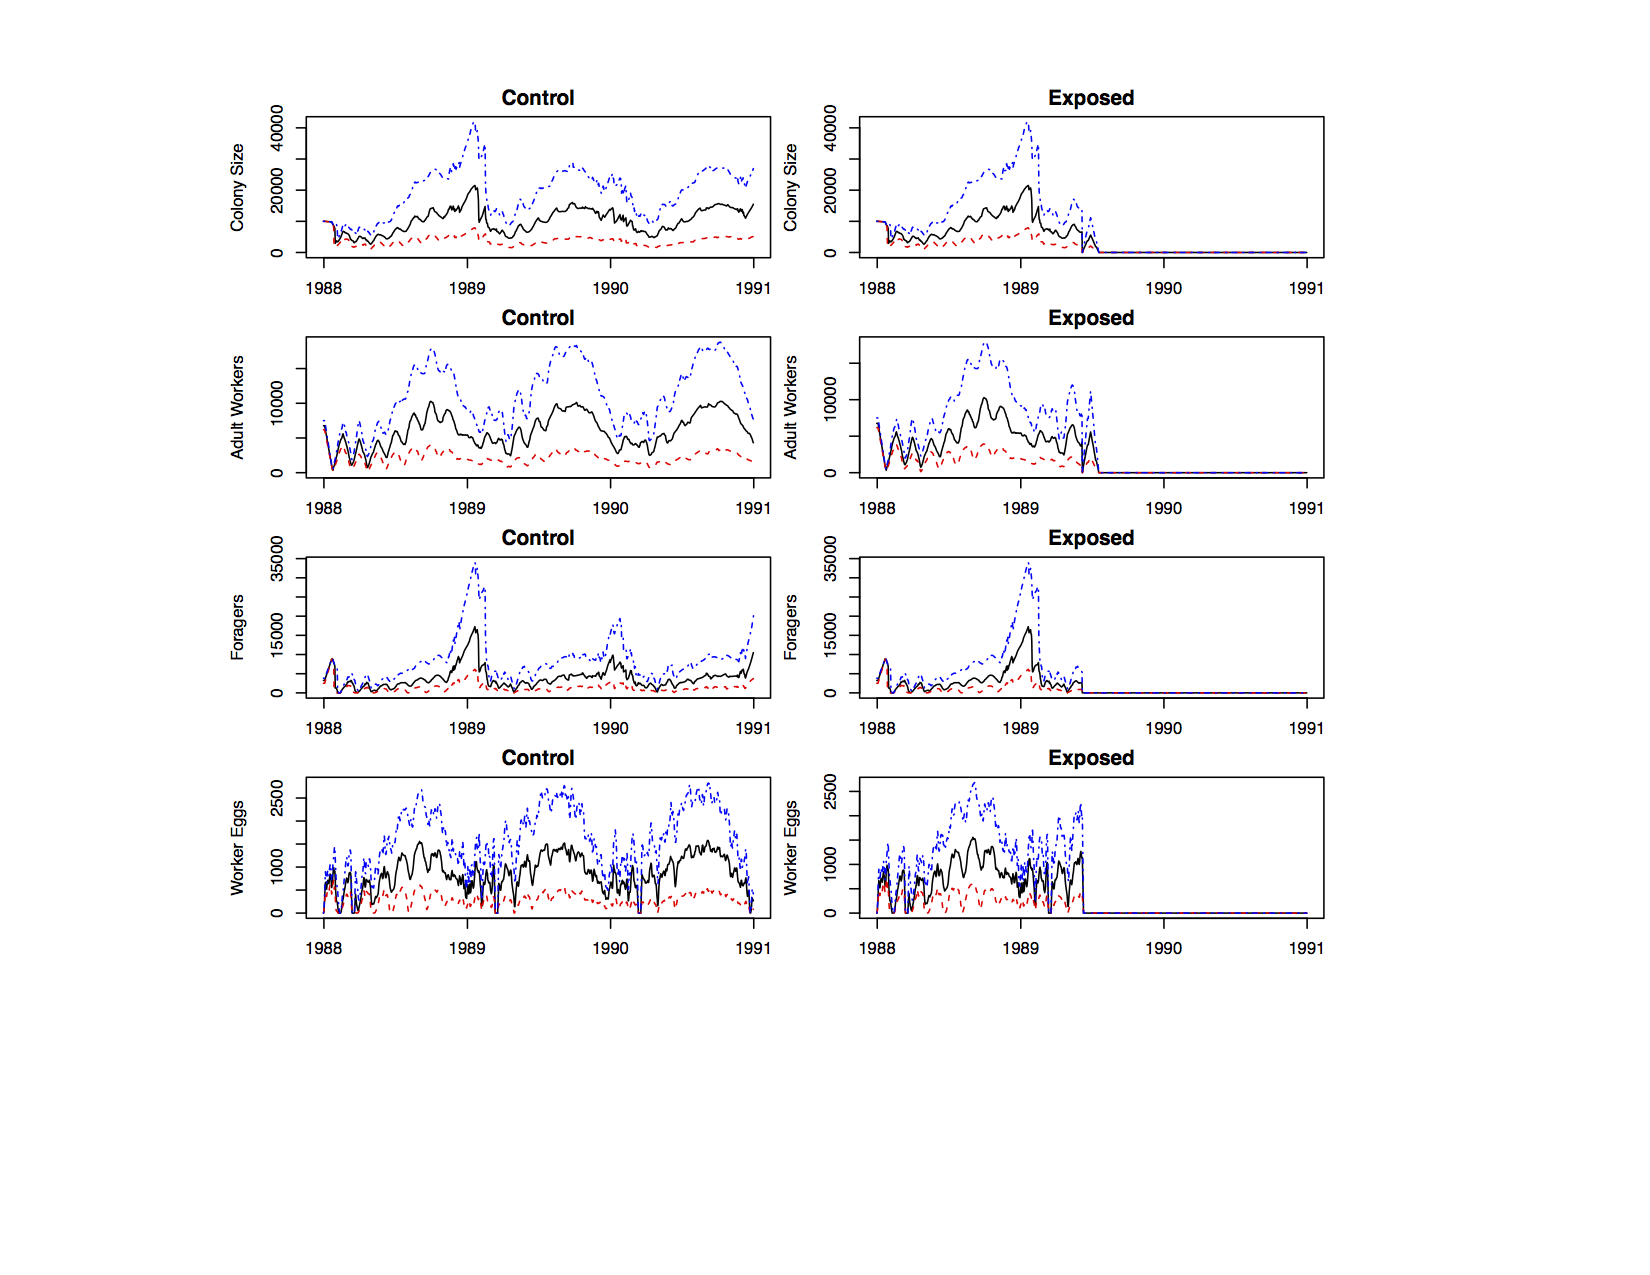 Control
Exposed
Colony Size
0 20000 40000
1988 1989 1990 1991
Colony Size
0 20000 40000
1988 1989 1990 1991
Control
Exposed
Adult Workers
0 10000
1988 1989 1990 1991
Adult Workers
0 10000
1988 1989 1990 1991
Control
Exposed
Foragers
0 15000 35000
1988 1989 1990 1991
Foragers
0 15000 35000
1988 1989 1990 1991
Control
Exposed
Worker Eggs
0 1000 2500
1988 1989 1990 1991
Worker Eggs
0 1000 2500
1988 1989 1990 1991